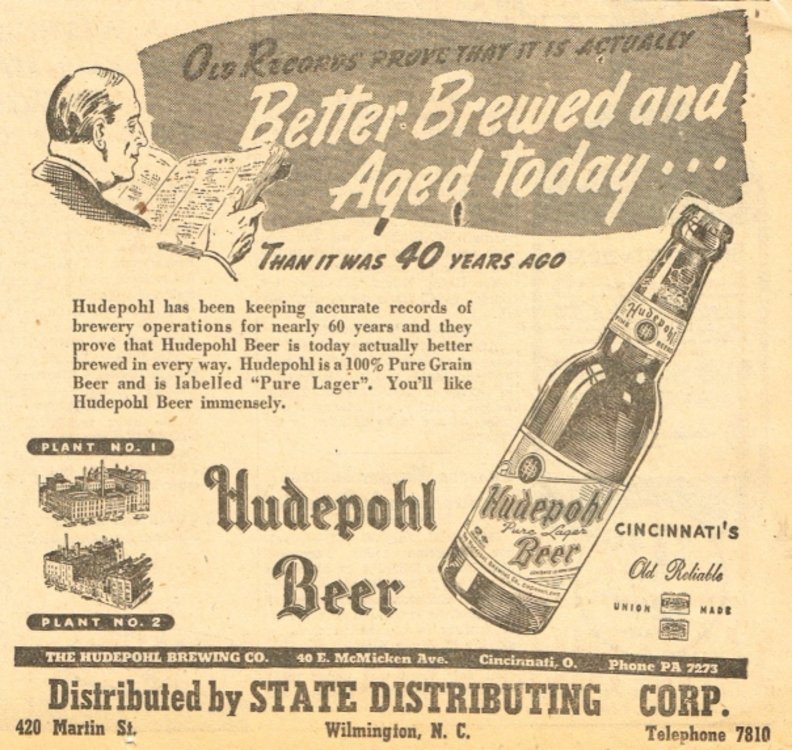 OLD RECORDS PROVE THAT IT IS ACTUALLY
Better Brewed and
Aged today...
THAN IT WAS 40 YEARS AGO
Hudepohl has been keeping accurate records of
brewery operations for nearly 60 years and they
prove that Hudepohl Beer is today actually better
brewed in every way. Hudepohl is a 100% Pure Grain
Beer and is labelled "Pure Lager". You'll like
Hudepohl Beer immensely.
PLANT NO. 1
PLANT NO. 2
Hudepohl
Beer
Hudepohl
FINE BEERS
Hudepohl
Pure Lager
Beer
CINCINNATI'S
Old Reliable
UNION MADE
THE HUDEPOHL BREWING CO. 40 E. McMicken Ave. Cincinnati, O. Phone PA 7273
Distributed by STATE DISTRIBUTING CORP.
420 Martin St. Wilmington, N. C. Telephone 7810